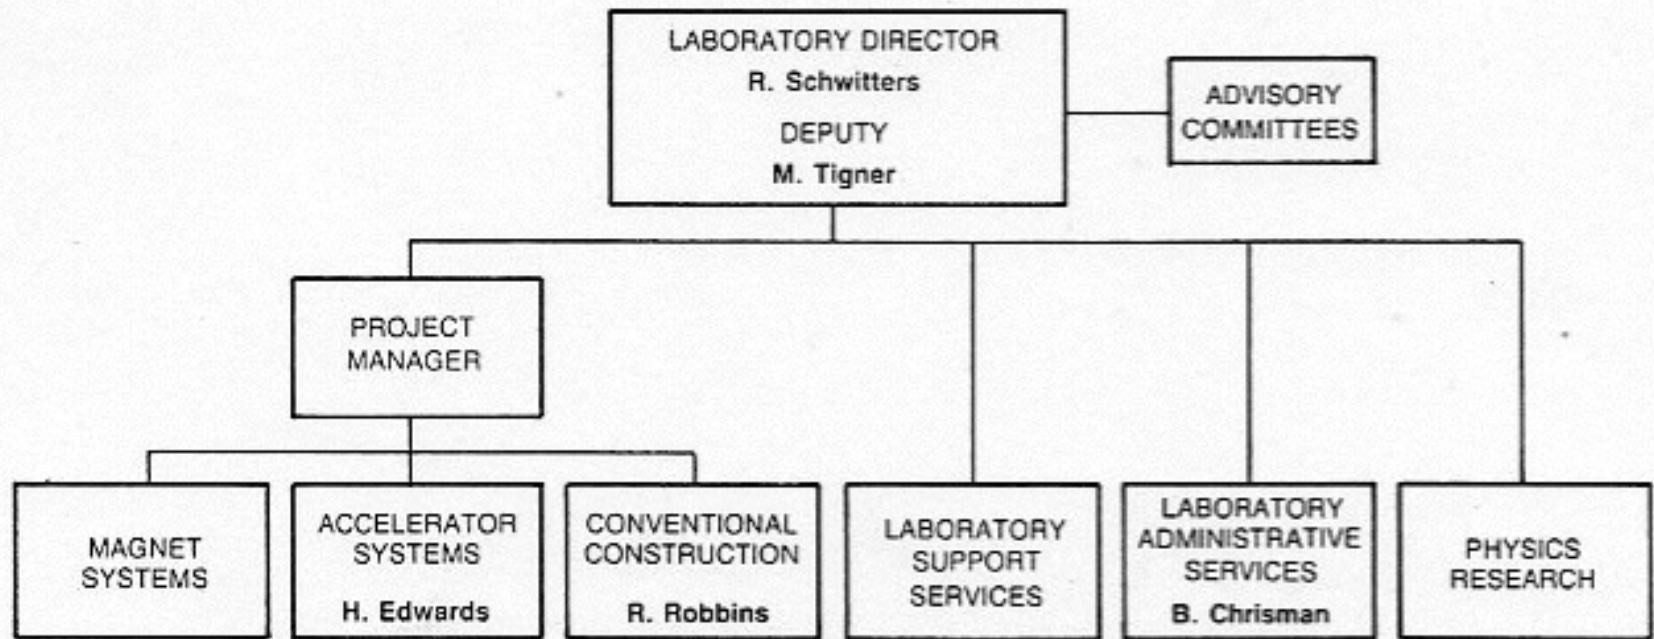 LABORATORY DIRECTOR
R. Schwitters
DEPUTY
M. Tigner
ADVISORY
COMMITTEES
PROJECT
MANAGER
MAGNET
SYSTEMS
ACCELERATOR
SYSTEMS
H. Edwards
CONVENTIONAL
CONSTRUCTION
R. Robbins
LABORATORY
SUPPORT
SERVICES
LABORATORY
ADMINISTRATIVE
SERVICES
B. Chrisman
PHYSICS
RESEARCH